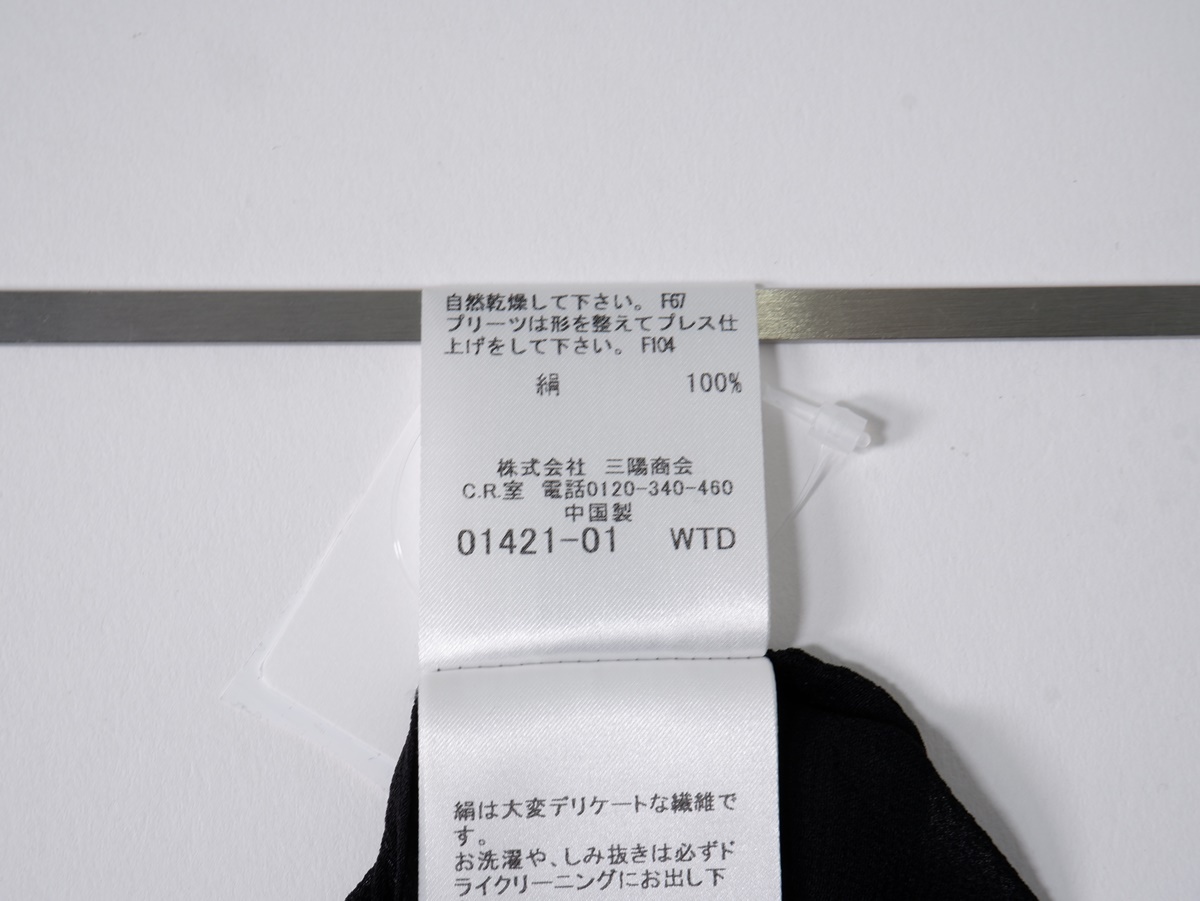 自然乾燥して下さい。 F67
プリーツは形を整えてプレス仕
上げをして下さい。 F104
絹 100%
株式会社 三陽商会
C.R.室 電話0120-340-460
中国製
01421-01 WTD
絹は大変デリケートな繊維で
す。
お洗濯や、しみ抜きは必ずド
ライクリーニングにお出し下